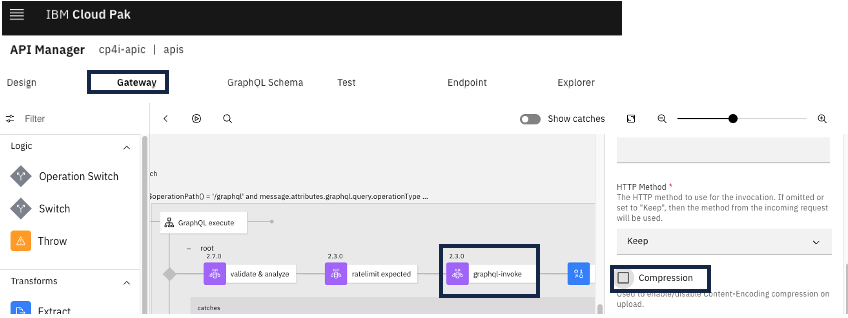 IBM Cloud Pak
API Manager cp4i-apic | apis
Design Gateway GraphQL Schema Test Endpoint Explorer
Filter
Show catches
Logic
Operation Switch
Switch
Throw
Transforms
Extract
$operationPath() = '/graphql' and message.attributes.graphql.query.operationType ...
GraphQL execute
root
2.7.0
validate & analyze
2.3.0
ratelimit expected
2.3.0
graphql-invoke
catches
HTTP Method *
The HTTP method to use for the invocation. If omitted or
set to "Keep", then the method from the incoming request
will be used.
Keep
Compression
Used to enable/disable Content-Encoding compression on
upload.